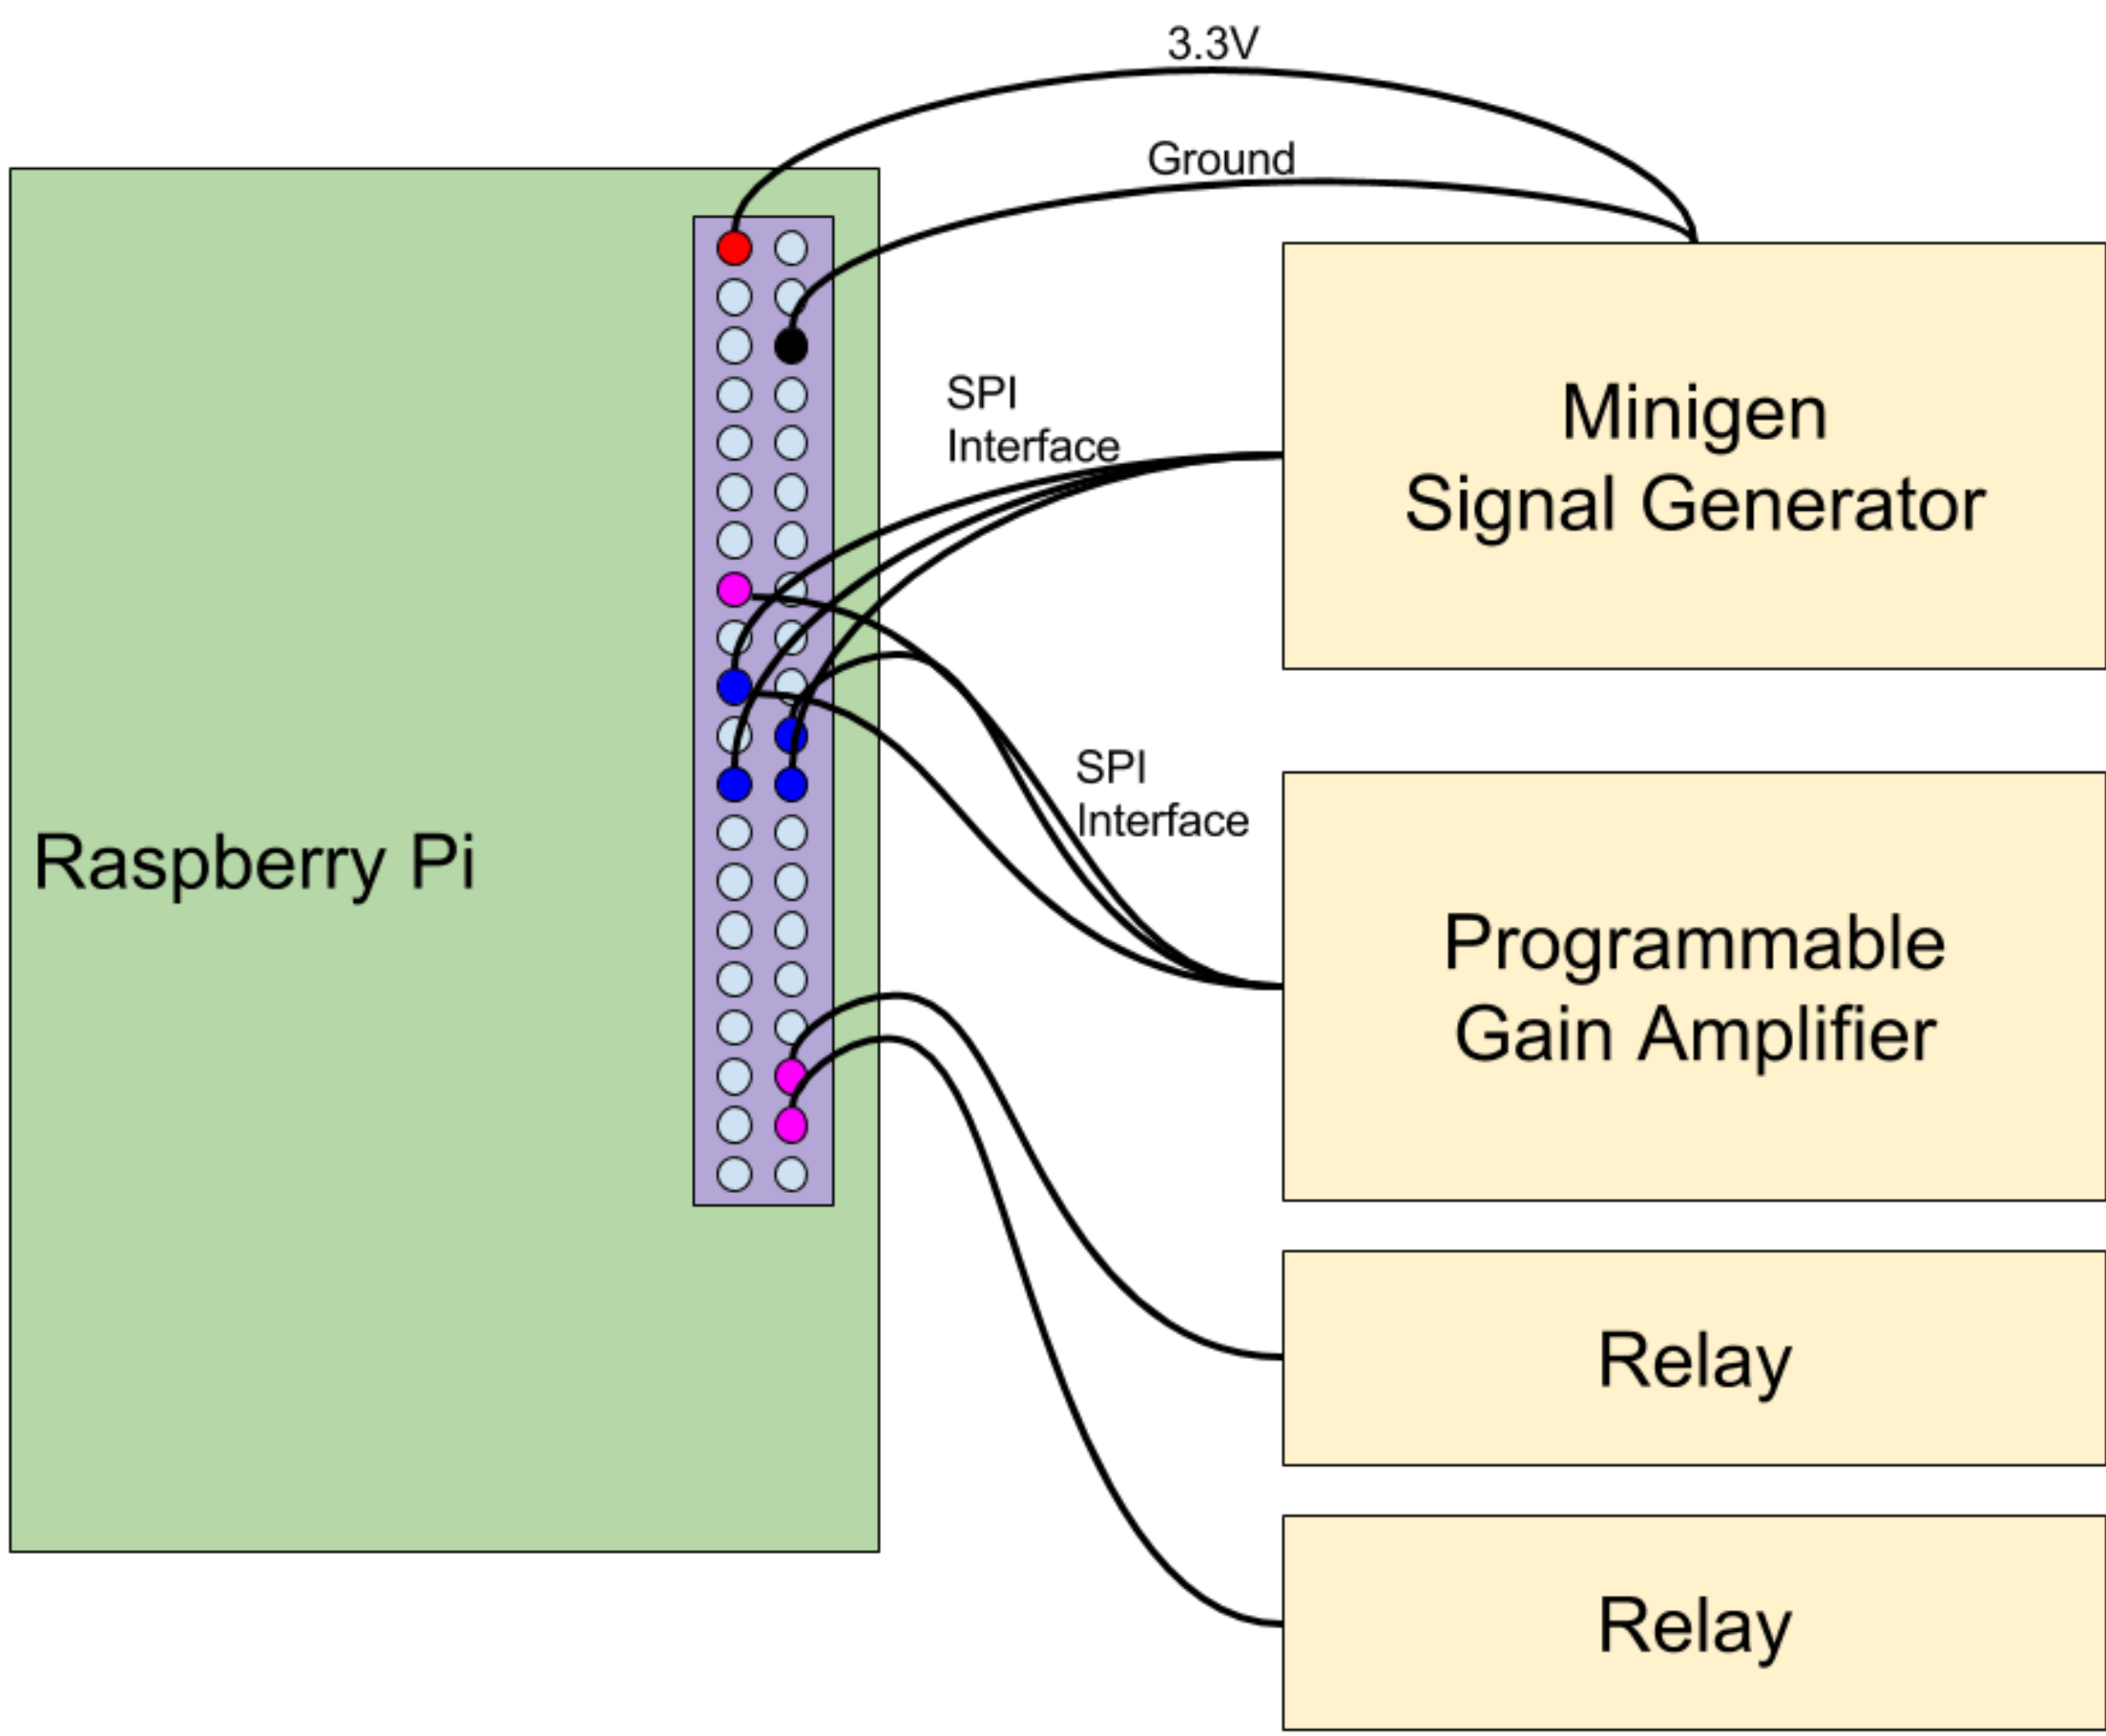 3.3V
Ground
SPI
Interface
Minigen
Signal Generator
SPI
Interface
Raspberry Pi
Programmable
Gain Amplifier
Relay
Relay